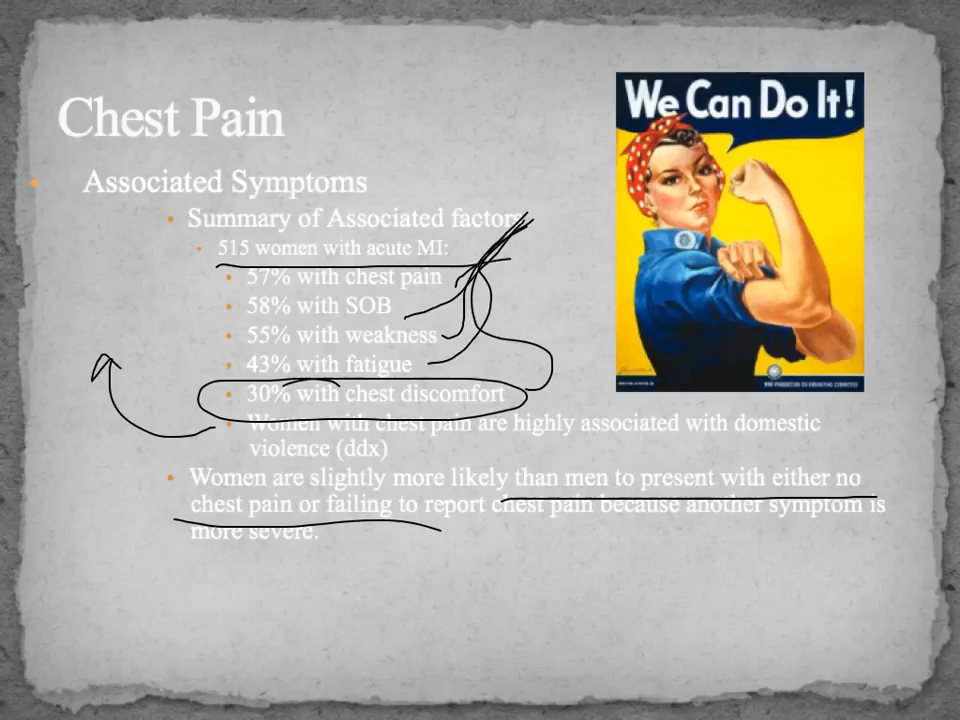 We Can Do It!
Chest Pain
• Associated Symptoms
• Summary of Associated factors
• 515 women with acute MI:
• 57% with chest pain
• 58% with SOB
• 55% with weakness
• 43% with fatigue
• 30% with chest discomfort
• Women with chest pain are highly associated with domestic
violence (ddx)
• Women are slightly more likely than men to present with either no
chest pain or failing to report chest pain because another symptom is
more severe.